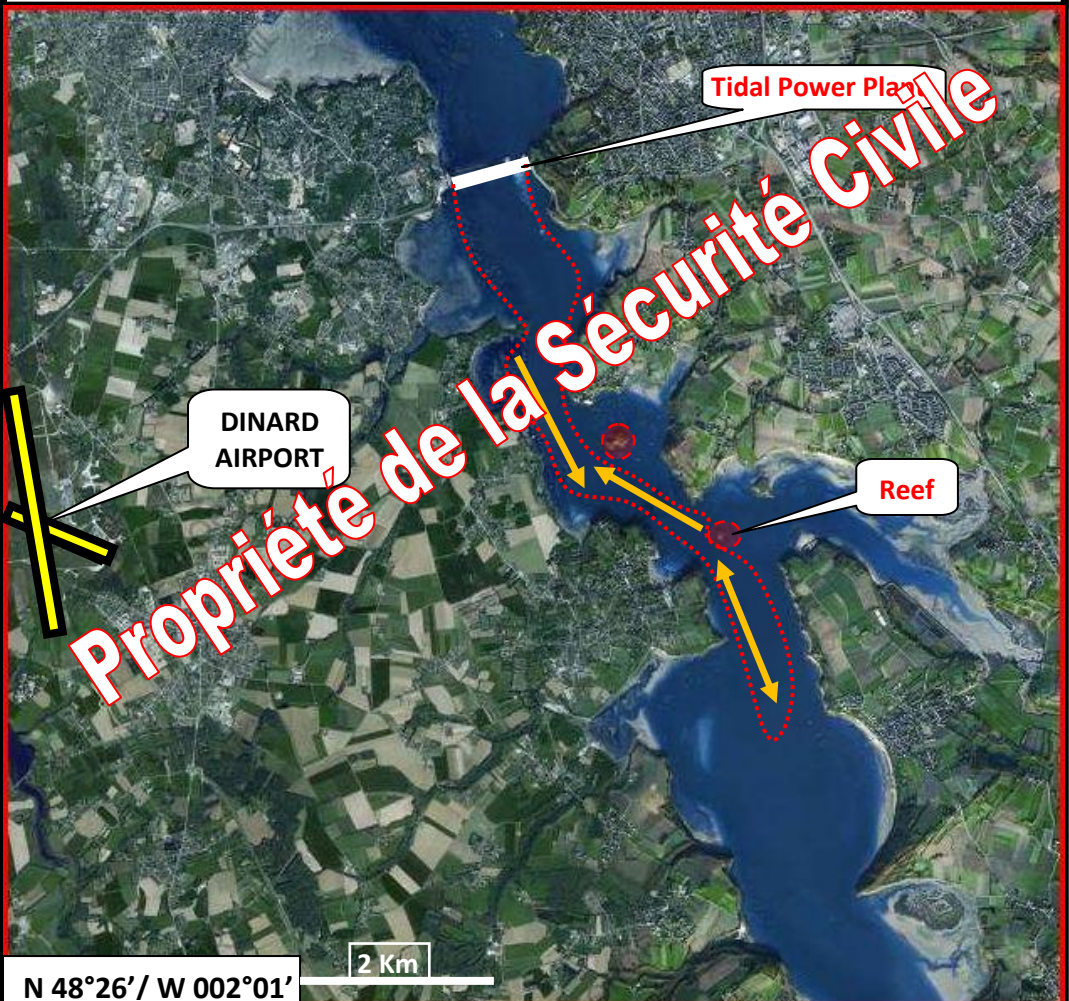 Tidal Power Plant
Propriété de la Sécurité Civile
DINARD
AIRPORT
Reef
2 Km
N 48°26’/ W 002°01’